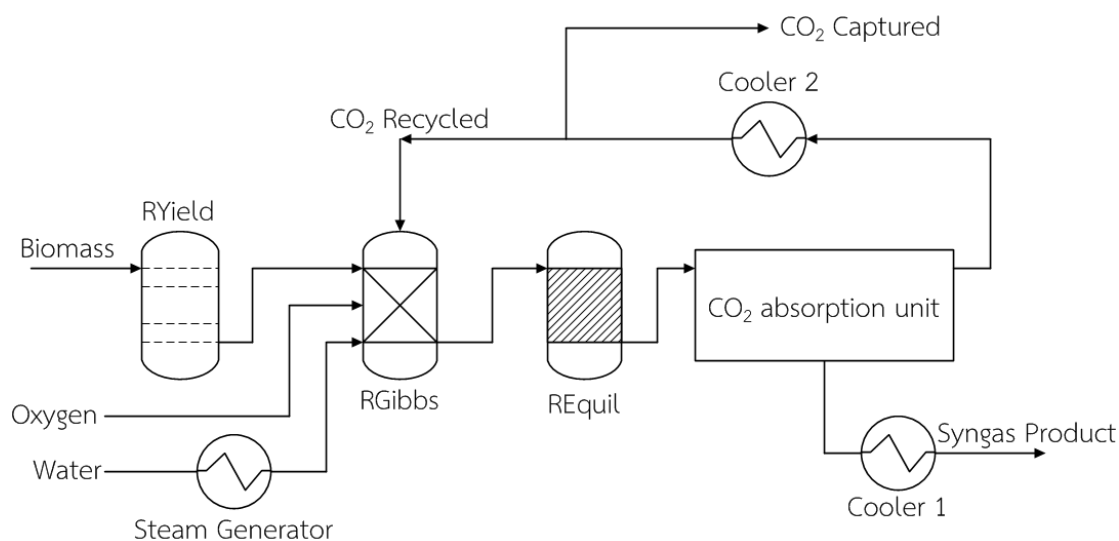 CO₂ Captured
Cooler 2
CO₂ Recycled
RYield
Biomass
CO₂ absorption unit
RGibbs
REquil
Oxygen
Syngas Product
Water
Cooler 1
Steam Generator